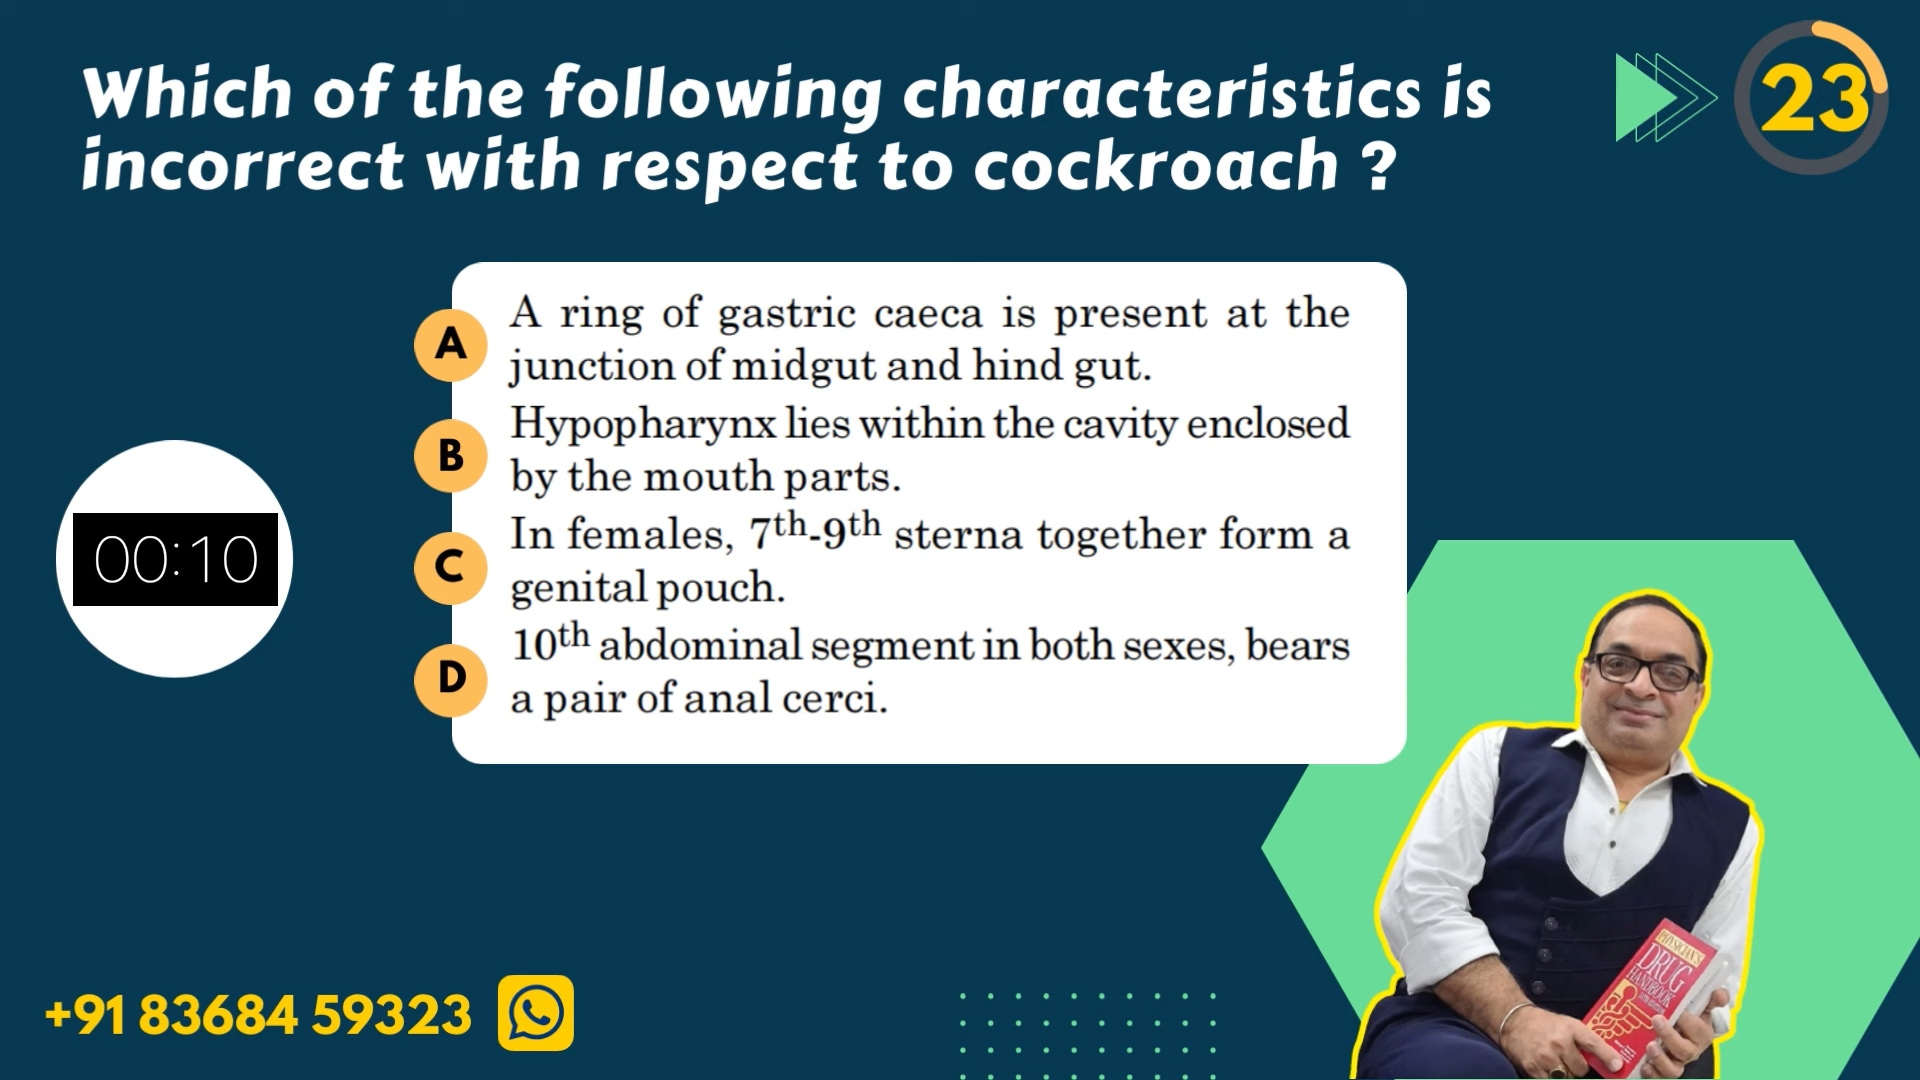 Which of the following characteristics is
incorrect with respect to cockroach ?
23
A
A ring of gastric caeca is present at the
junction of midgut and hind gut.
B
Hypopharynx lies within the cavity enclosed
by the mouth parts.
C
In females, 7th-9th sterna together form a
genital pouch.
D
10th abdominal segment in both sexes, bears
a pair of anal cerci.
00:10
PHYSICIAN'S
DRUG
HANDBOOK
+91 83684 59323